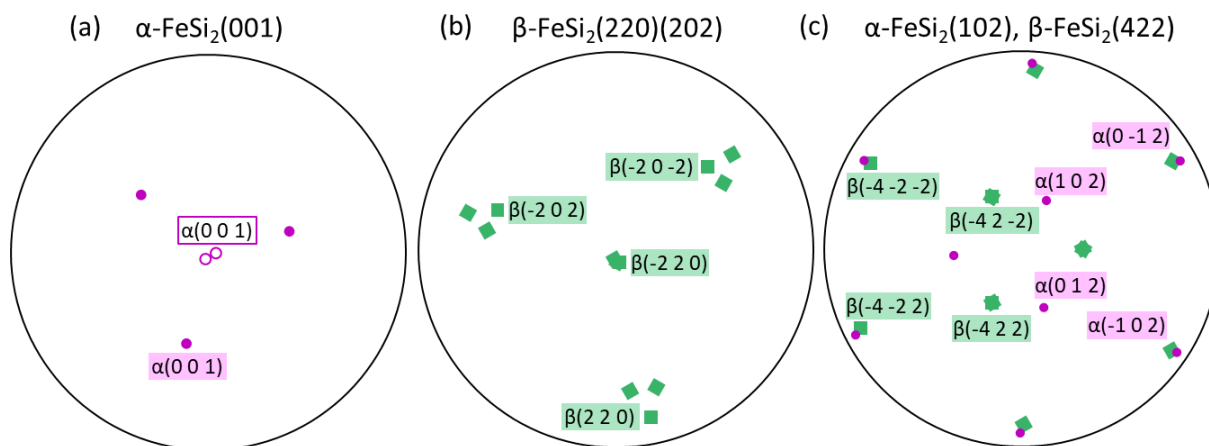 (a) α-FeSi₂(001)
α(0 0 1)
α(0 0 1)
(b) β-FeSi₂(220)(202)
β(-2 0 -2)
β(-2 0 2)
β(-2 2 0)
β(2 2 0)
(c) α-FeSi₂(102), β-FeSi₂(422)
α(0 -1 2)
β(-4 -2 -2)
α(1 0 2)
β(-4 2 -2)
α(0 1 2)
β(-4 -2 2)
β(-4 2 2)
α(-1 0 2)